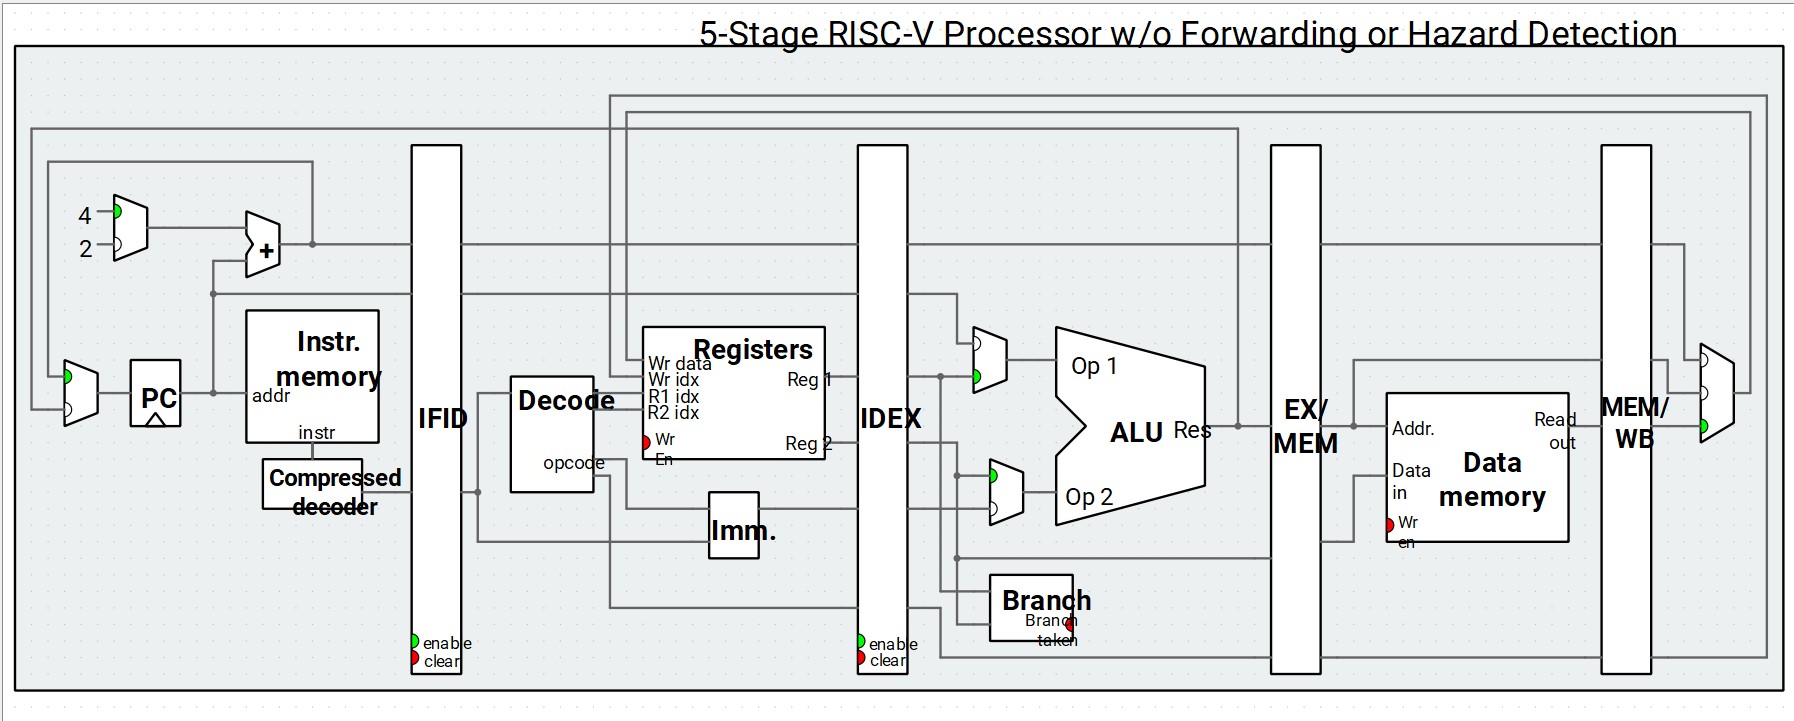 5-Stage RISC-V Processor w/o Forwarding or Hazard Detection
4
2
+
PC
Instr.
memory
addr
instr
Compressed
decoder
IFID
enable
clear
Decode
opcode
Registers
Wr data
Wr idx
R1 idx
R2 idx
Wr
En
Reg 1
Reg 2
Imm.
IDEX
enable
clear
Op 1
Op 2
ALU
Res
Branch
Branch
taken
EX/
MEM
Addr.
Data
in
Wr
en
Data
memory
Read
out
MEM/
WB